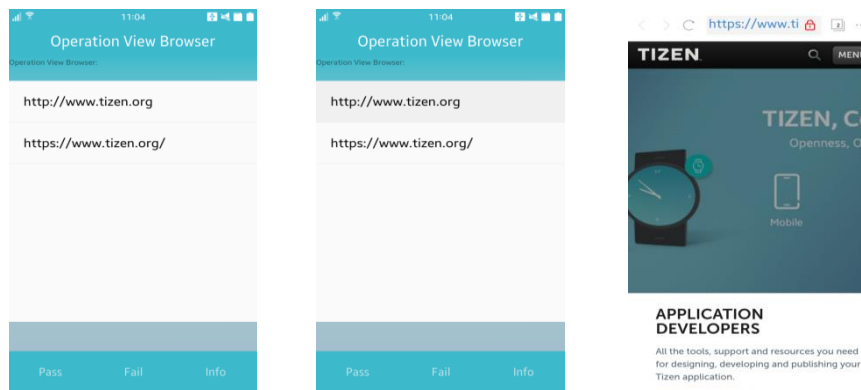 11:04
Operation View Browser
Operation View Browser:
http://www.tizen.org
https://www.tizen.org/
Pass Fail Info
11:04
Operation View Browser
Operation View Browser:
http://www.tizen.org
https://www.tizen.org/
Pass Fail Info
https://www.ti
TIZEN
MENU
TIZEN, C
Openness, O
Mobile
APPLICATION
DEVELOPERS
All the tools, support and resources you need
for designing, developing and publishing your
Tizen application.